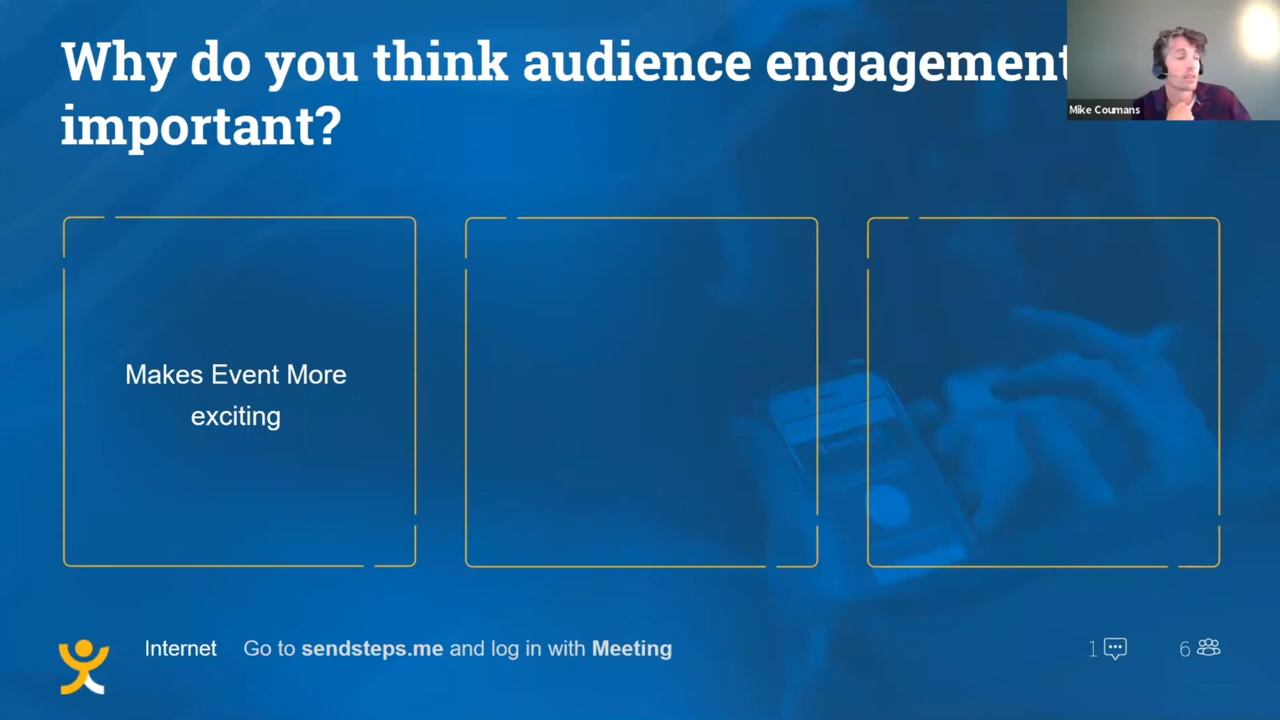 Why do you think audience engagement
important?
Mike Coumans
Makes Event More
exciting
Internet Go to sendsteps.me and log in with Meeting
1
6